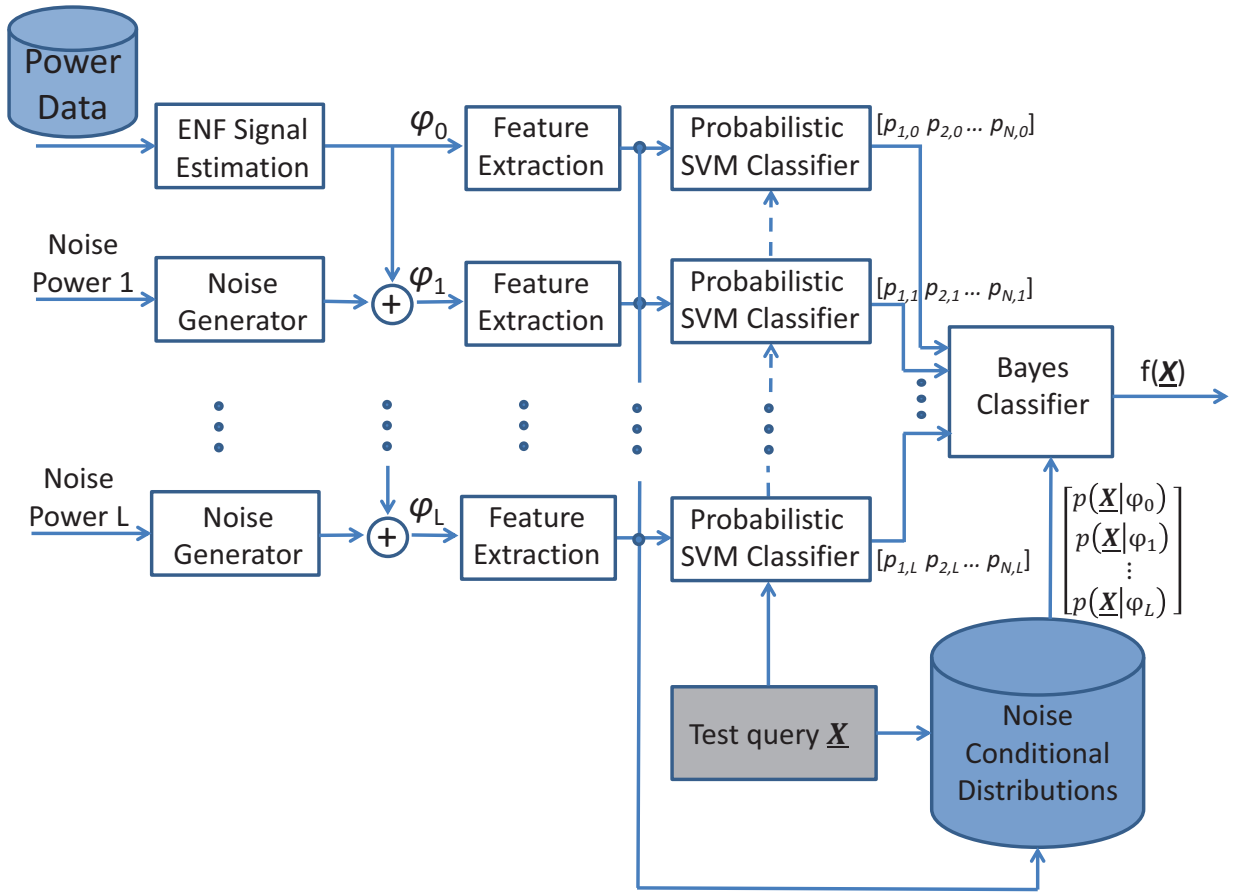 Power
Data
ENF Signal
Estimation
φ0
Feature
Extraction
Probabilistic
SVM Classifier
[p1,0 p2,0 ... pN,0]
Noise
Power 1
Noise
Generator
+
φ1
Feature
Extraction
Probabilistic
SVM Classifier
[p1,1 p2,1 ... pN,1]
Bayes
Classifier
f(X)
Noise
Power L
Noise
Generator
+
φL
Feature
Extraction
Probabilistic
SVM Classifier
[p1,L p2,L ... pN,L]
p(X|φ0)
p(X|φ1)
⋮
p(X|φL)
Test query X
Noise
Conditional
Distributions